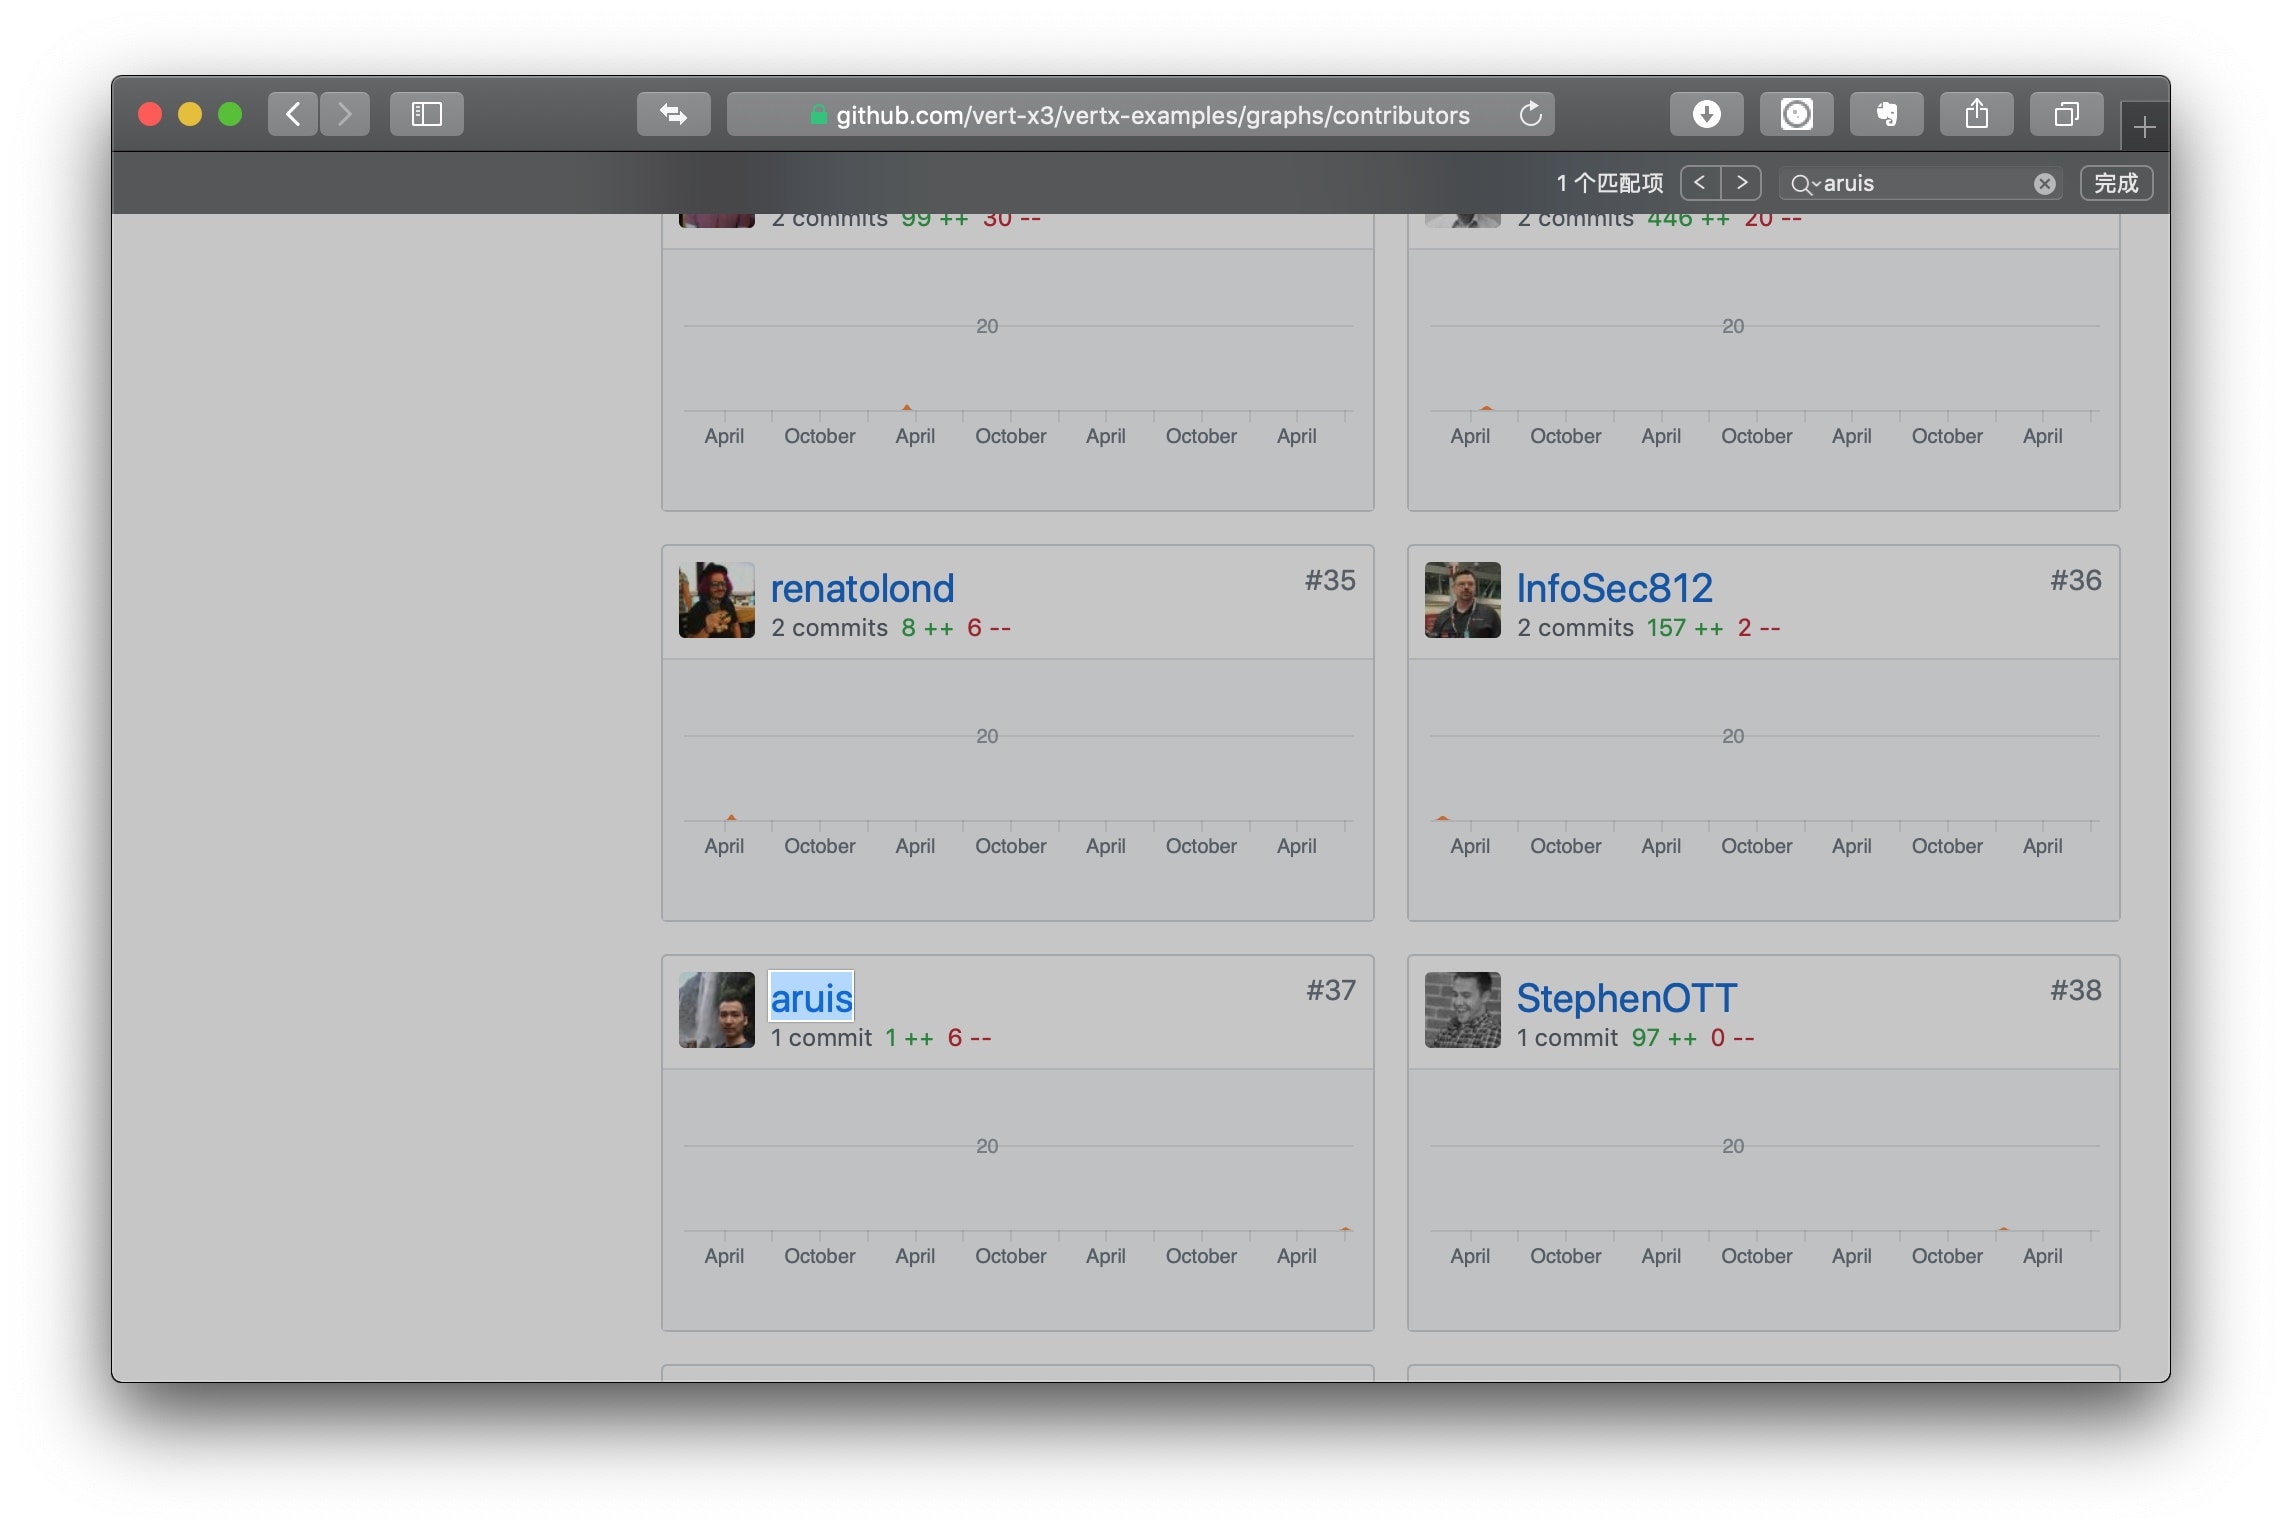 github.com/vert-x3/vertx-examples/graphs/contributors
1 个匹配项
aruis
完成
2 commits 99 ++ 30 --
2 commits 446 ++ 20 --
20
April October April October April October April
20
April October April October April October April
renatolond #35
2 commits 8 ++ 6 --
InfoSec812 #36
2 commits 157 ++ 2 --
20
April October April October April October April
20
April October April October April October April
aruis #37
1 commit 1 ++ 6 --
StephenOTT #38
1 commit 97 ++ 0 --
20
April October April October April October April
20
April October April October April October April